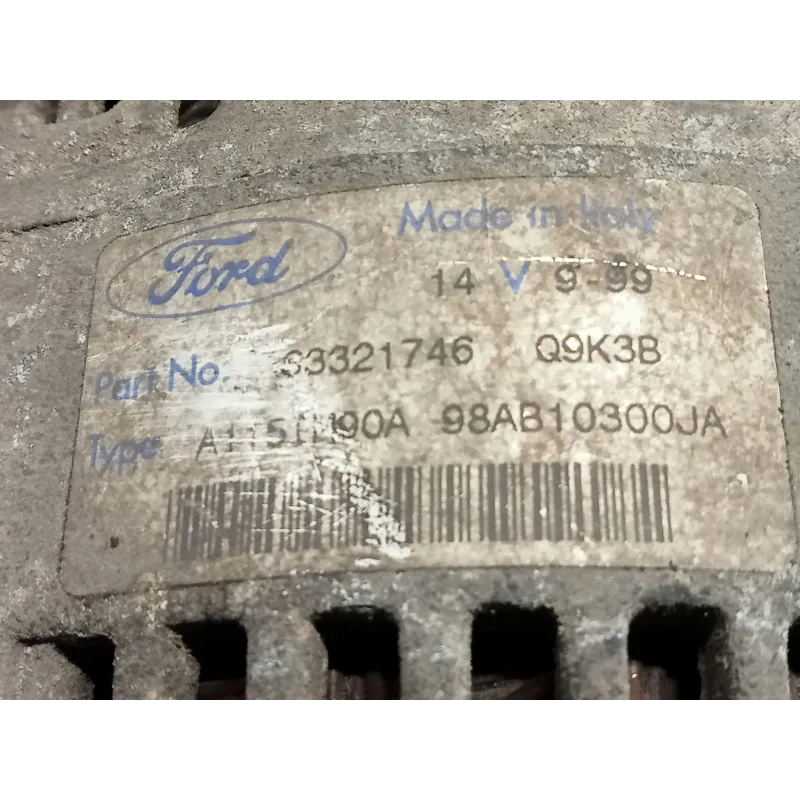 Ford
Made in Italy
14 V 9-99
Part No. 63321746 Q9K3B
Type 98AB10300JA